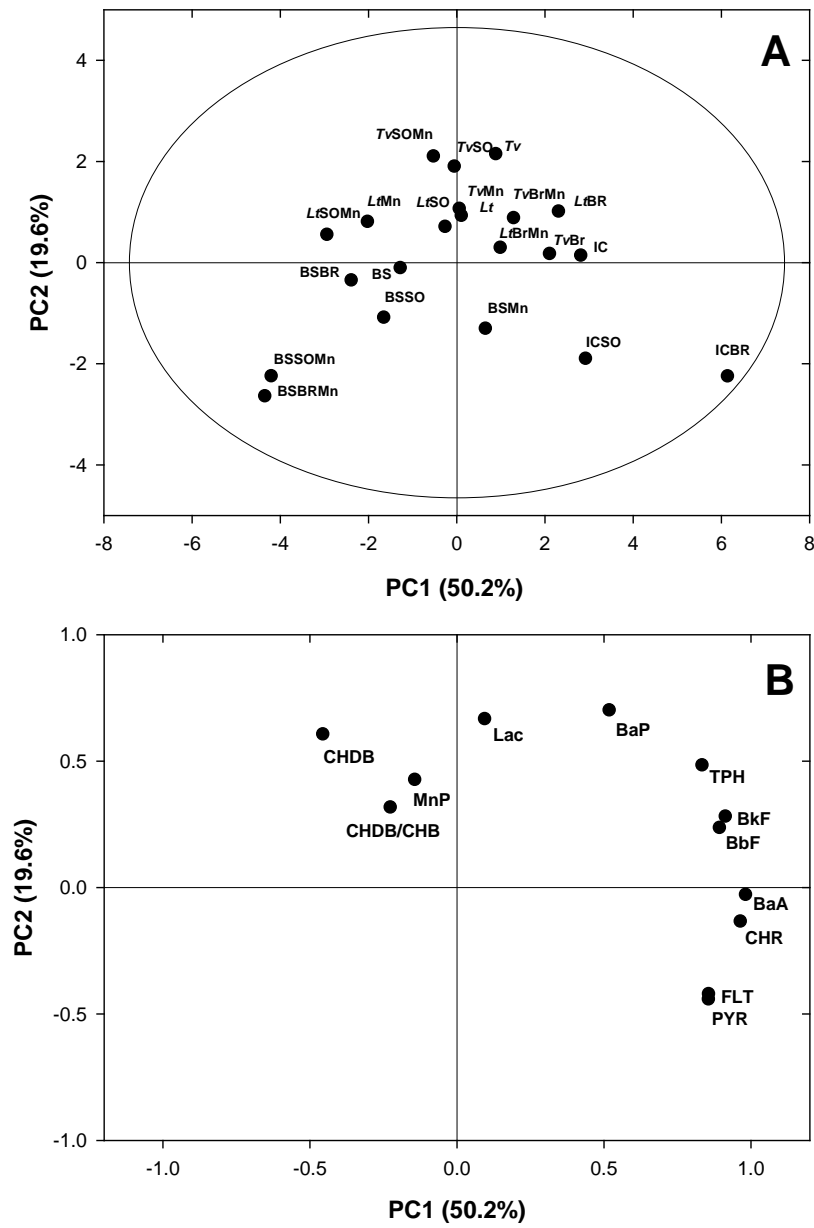 A
4
2
0
-2
-4
PC2 (19.6%)
TvSOMn
TvSO
Tv
LtSOMn
LtMn
LtSO
TvMn
Lt
TvBrMn
LtBR
LtBrMn
TvBr
IC
BSBR
BS
BSSO
BSMn
ICSO
ICBR
BSSOMn
BSBRMn
-8 -6 -4 -2 0 2 4 6 8
PC1 (50.2%)
B
1.0
0.5
0.0
-0.5
-1.0
PC2 (19.6%)
CHDB
MnP
CHDB/CHB
Lac
BaP
TPH
BkF
BbF
BaA
CHR
FLT
PYR
-1.0 -0.5 0.0 0.5 1.0
PC1 (50.2%)